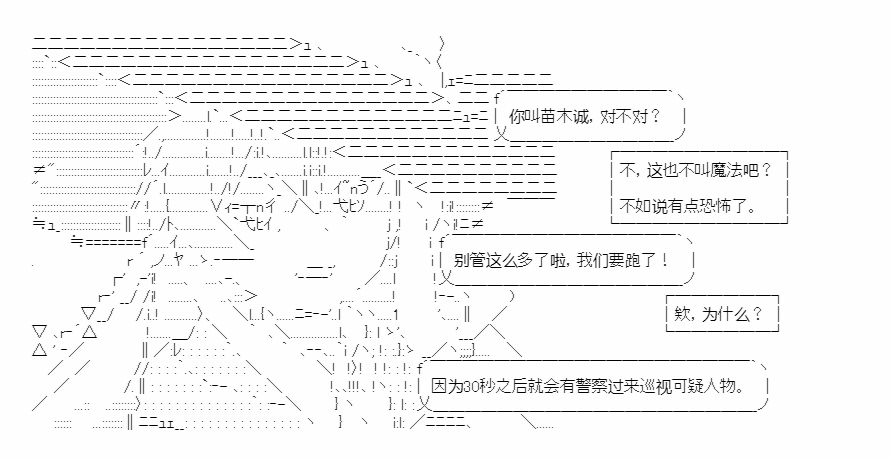 你叫苗木诚, 对不对？
不, 这也不叫魔法吧？
不如说有点恐怖了。
别管这么多了啦, 我们要跑了！
欸, 为什么？
因为30秒之后就会有警察过来巡视可疑人物。